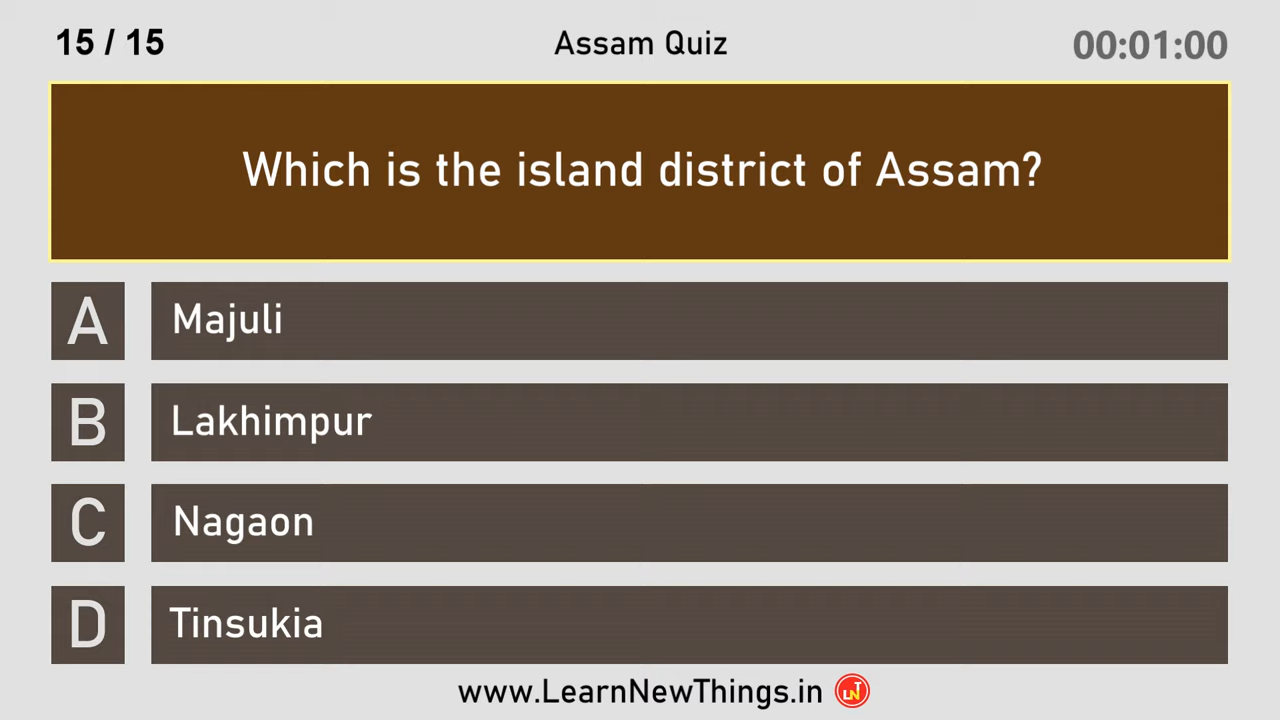 15 / 15
Assam Quiz
00:01:00
Which is the island district of Assam?
A
Majuli
B
Lakhimpur
C
Nagaon
D
Tinsukia
www.LearnNewThings.in
LNT